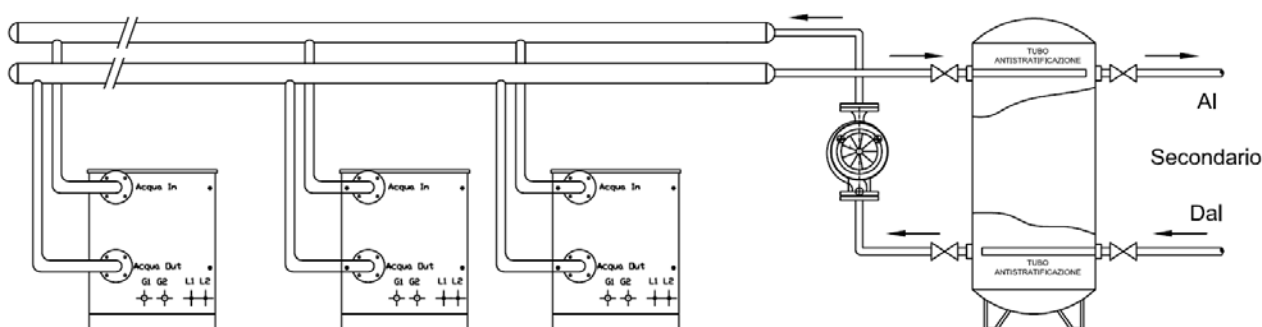 TUBO
ANTISTRATIFICAZIONE
Al
Secondario
Dal
Acqua In
Acqua In
Acqua In
Acqua Out
Acqua Out
Acqua Out
TUBO
ANTISTRATIFICAZIONE
G1 G2 L1 L2
G1 G2 L1 L2
G1 G2 L1 L2